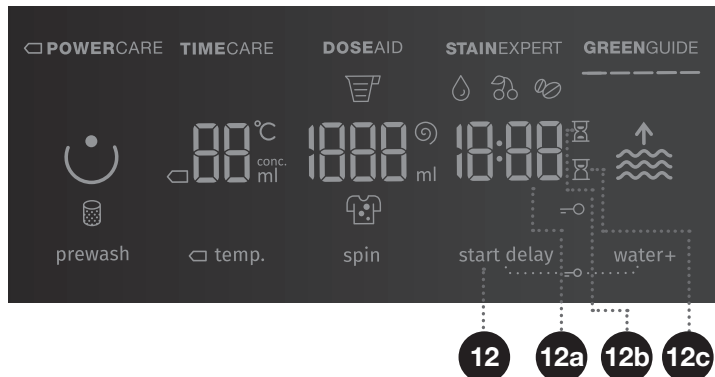 POWERCARE TIMECARE DOSEAID STAINEXPERT GREENGUIDE
88 °C conc. ml 1888 ml 18:88
prewash temp. spin start delay water+
12 12a 12b 12c